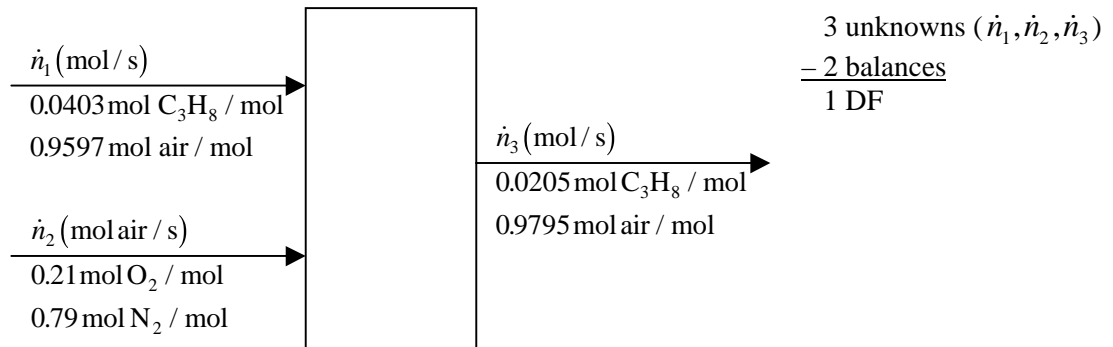 ṅ₁(mol / s)
0.0403 mol C₃H₈ / mol
0.9597 mol air / mol
ṅ₂(mol air / s)
0.21 mol O₂ / mol
0.79 mol N₂ / mol
ṅ₃(mol / s)
0.0205 mol C₃H₈ / mol
0.9795 mol air / mol
3 unknowns (ṅ₁,ṅ₂,ṅ₃)
– 2 balances
1 DF